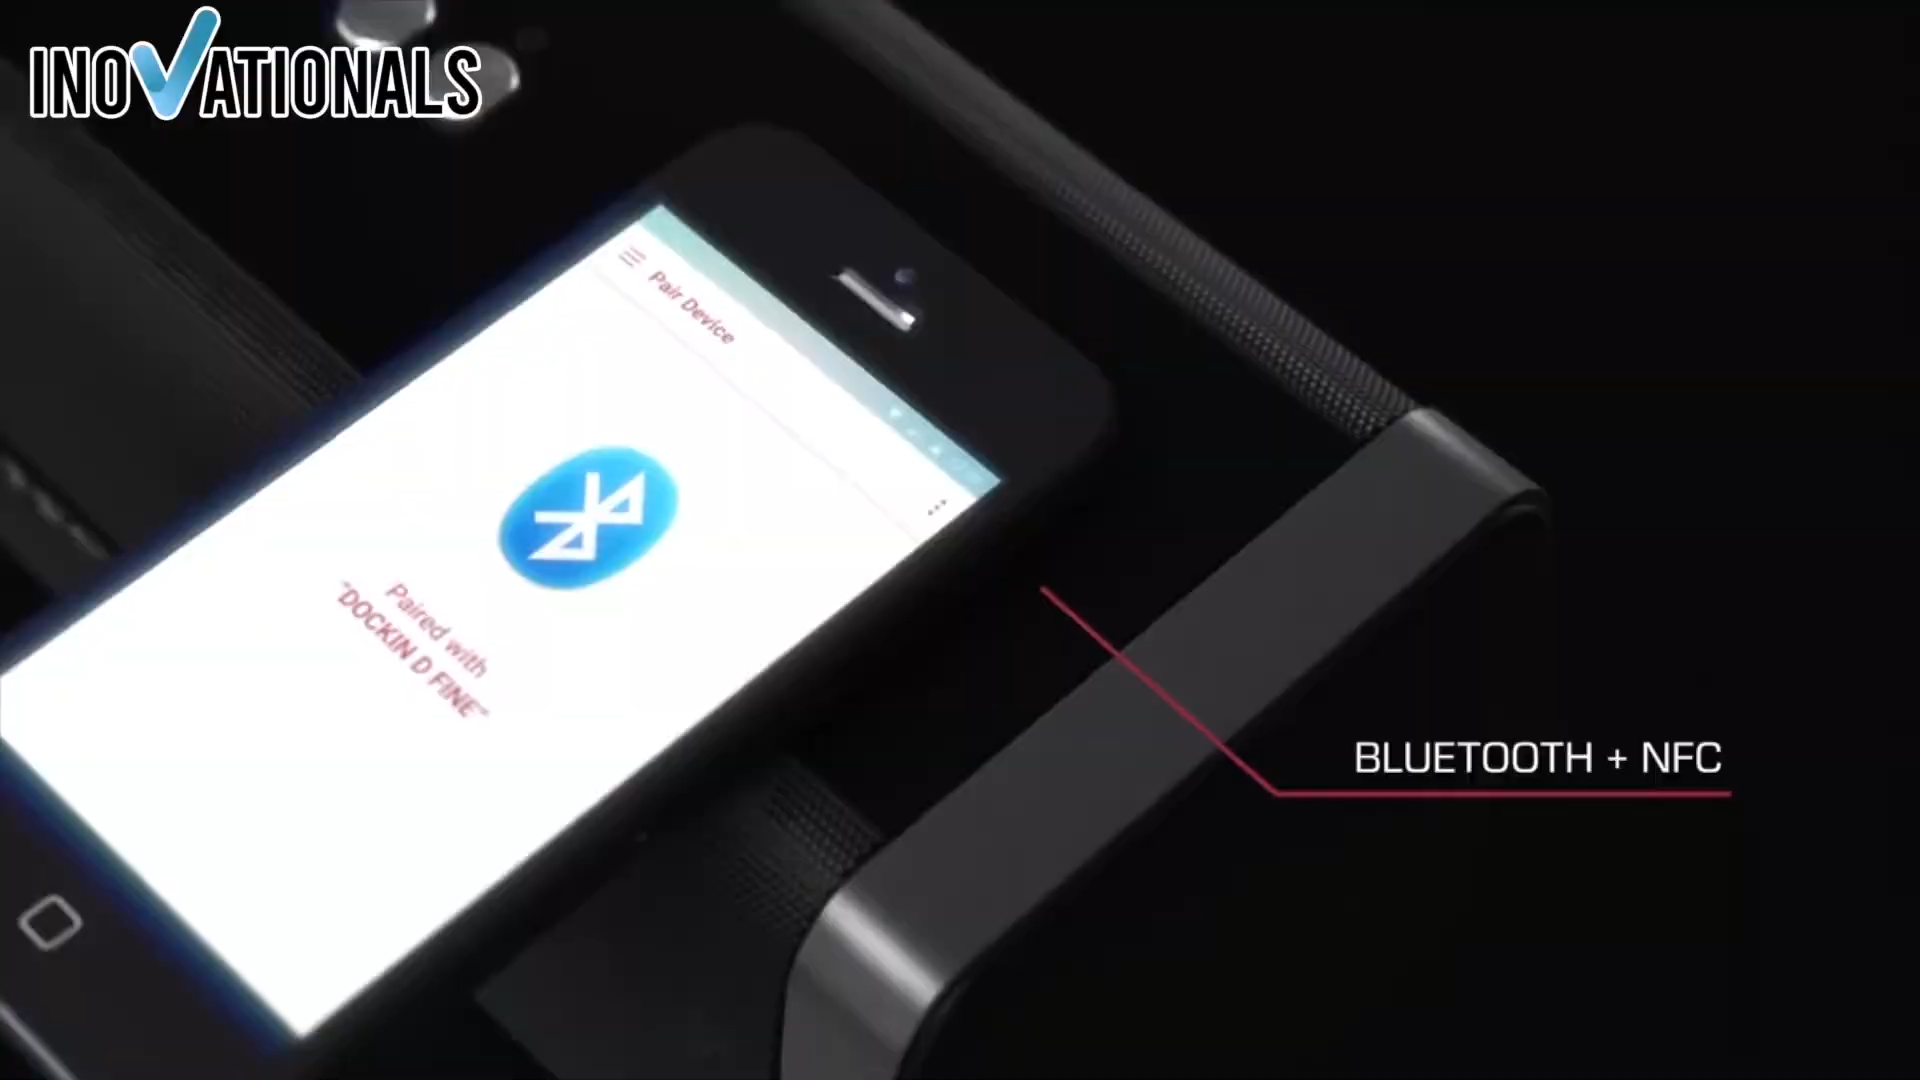 INOVATIONALS
Pair Device
Paired with
"DOCKIN D FINE"
BLUETOOTH + NFC